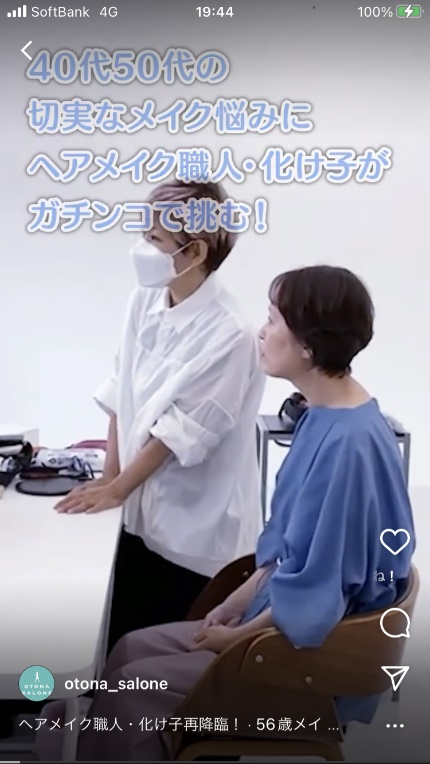 SoftBank 4G 19:44 100%
40代50代の
切実なメイク悩みに
ヘアメイク職人・化け子が
ガチンコで挑む！
ね！
OTONA
SALONE
otona_salone
ヘアメイク職人・化け子再降臨！ · 56歳メイ ...